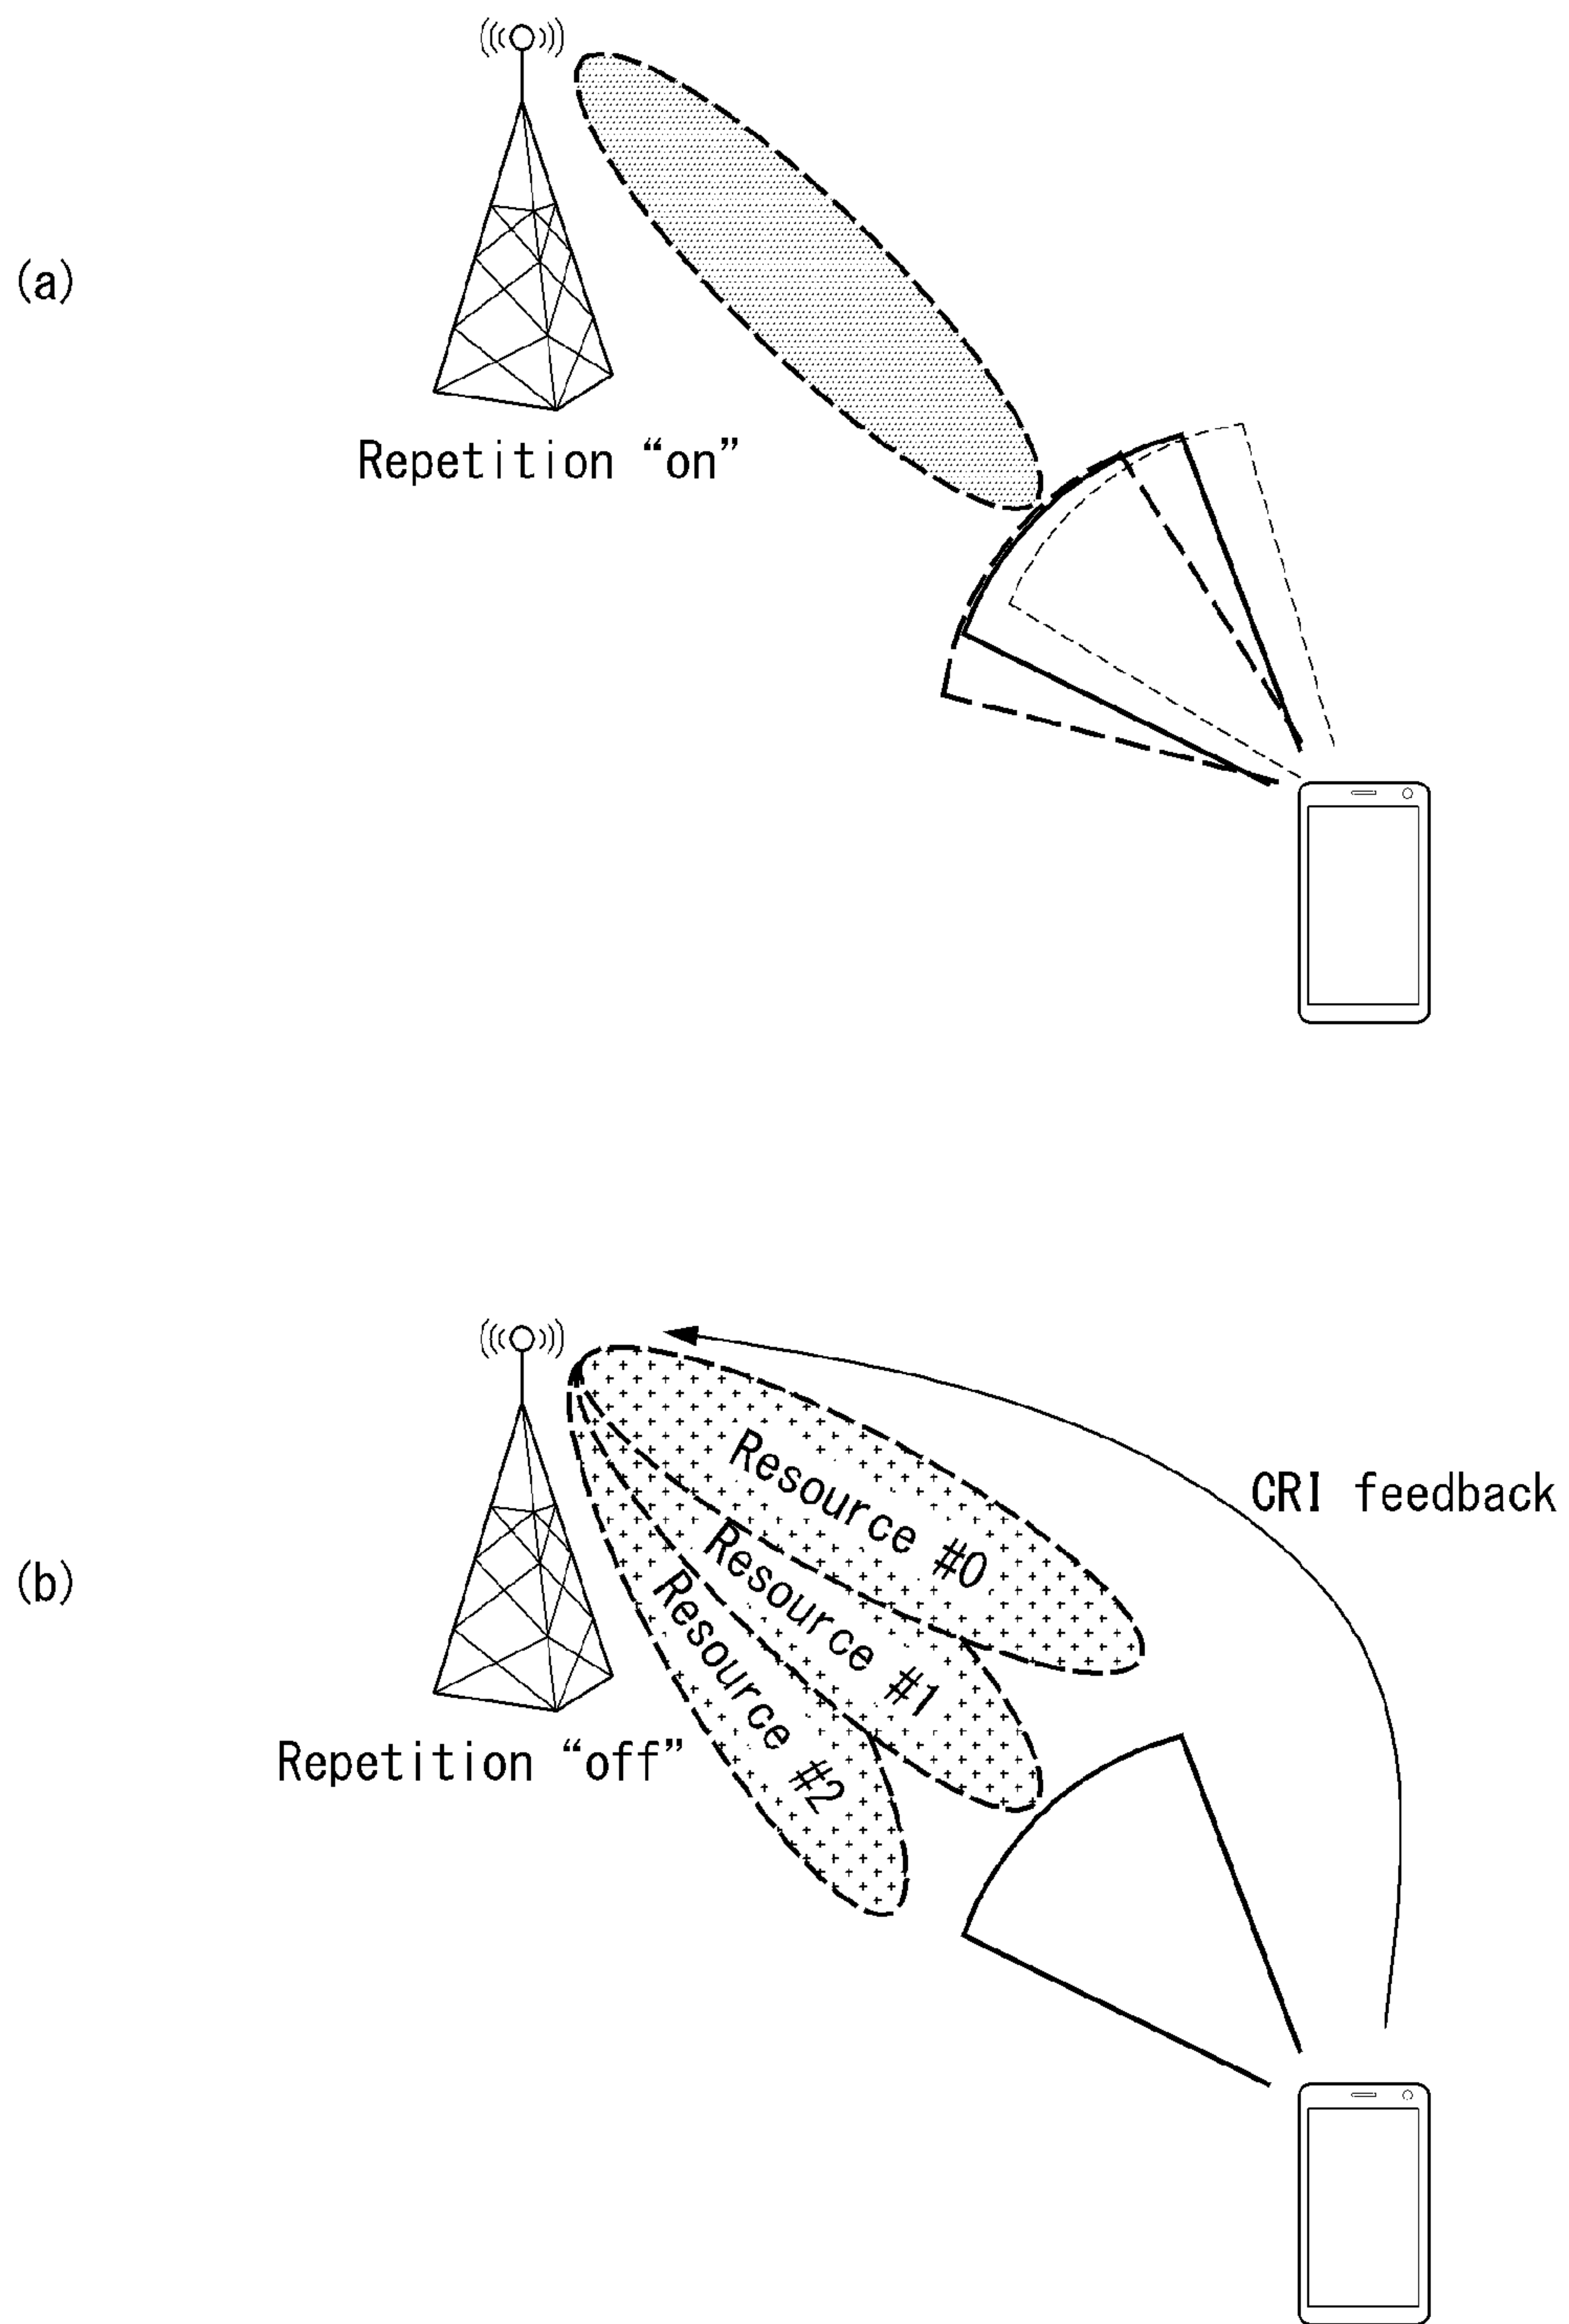 (a)
Repetition “on”
(b)
Resource #0
Resource #1
Resource #2
CRI feedback
Repetition “off”